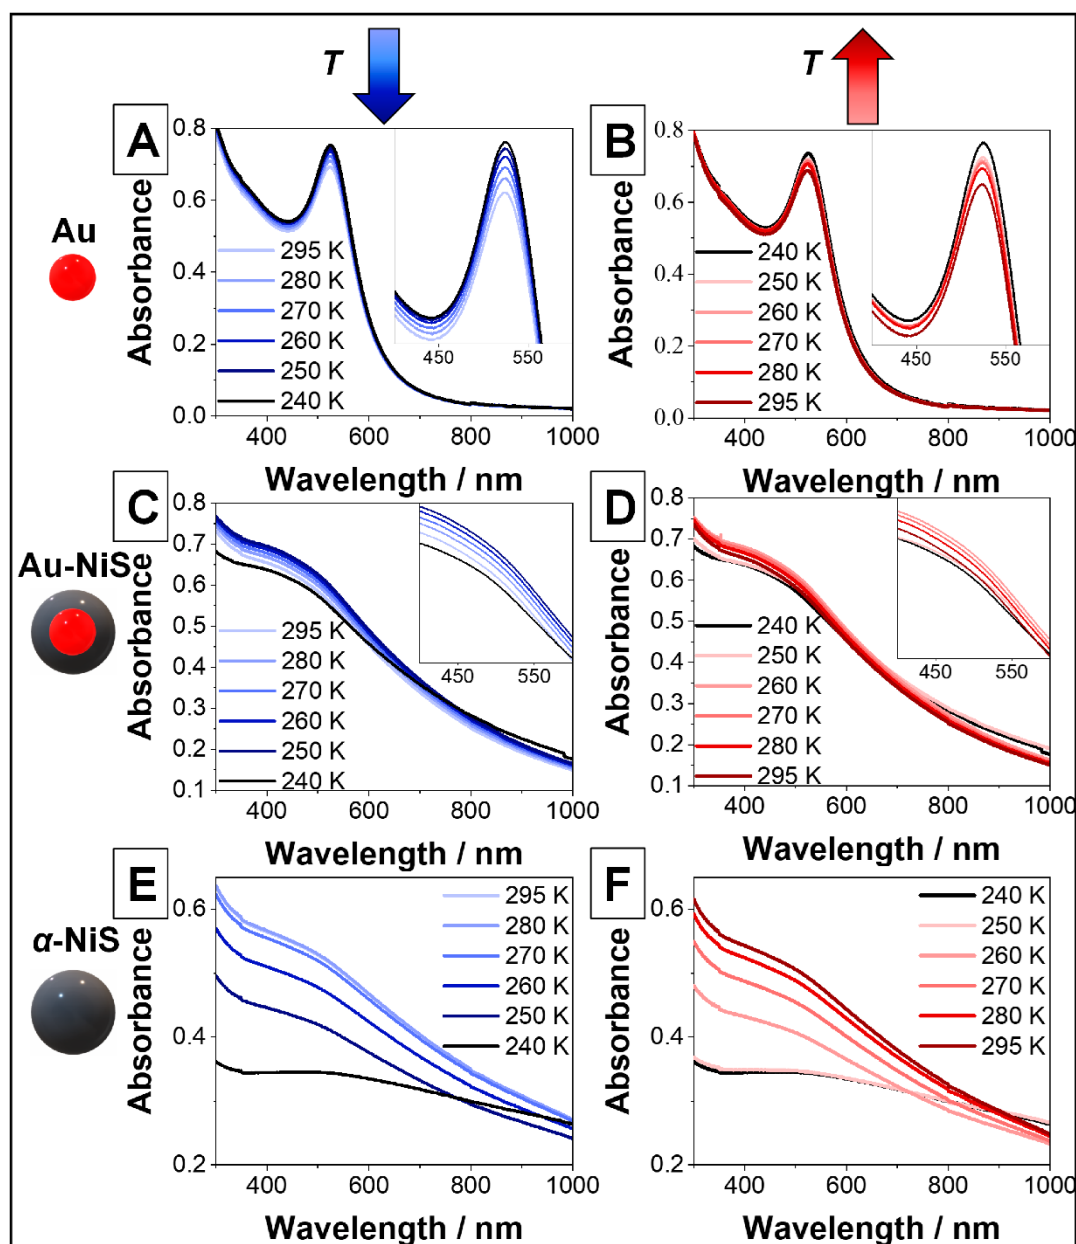 T
T
A
Absorbance
0.8
0.6
0.4
0.2
0.0
295 K
280 K
270 K
260 K
250 K
240 K
450
550
400
600
800
1000
Wavelength / nm
B
Absorbance
0.8
0.6
0.4
0.2
0.0
240 K
250 K
260 K
270 K
280 K
295 K
450
550
400
600
800
1000
Wavelength / nm
Au
C
Absorbance
0.8
0.7
0.6
0.5
0.4
0.3
0.2
0.1
295 K
280 K
270 K
260 K
250 K
240 K
450
550
400
600
800
1000
Wavelength / nm
D
Absorbance
0.8
0.7
0.6
0.5
0.4
0.3
0.2
0.1
240 K
250 K
260 K
270 K
280 K
295 K
450
550
400
600
800
1000
Wavelength / nm
Au-NiS
E
Absorbance
0.6
0.4
0.2
295 K
280 K
270 K
260 K
250 K
240 K
400
600
800
1000
Wavelength / nm
F
Absorbance
0.6
0.4
0.2
240 K
250 K
260 K
270 K
280 K
295 K
400
600
800
1000
Wavelength / nm
α-NiS